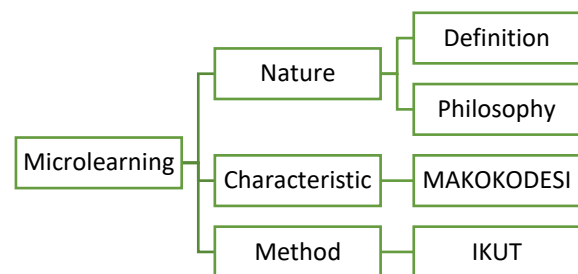 Definition
Nature
Philosophy
Microlearning
Characteristic
MAKOKODESI
Method
IKUT